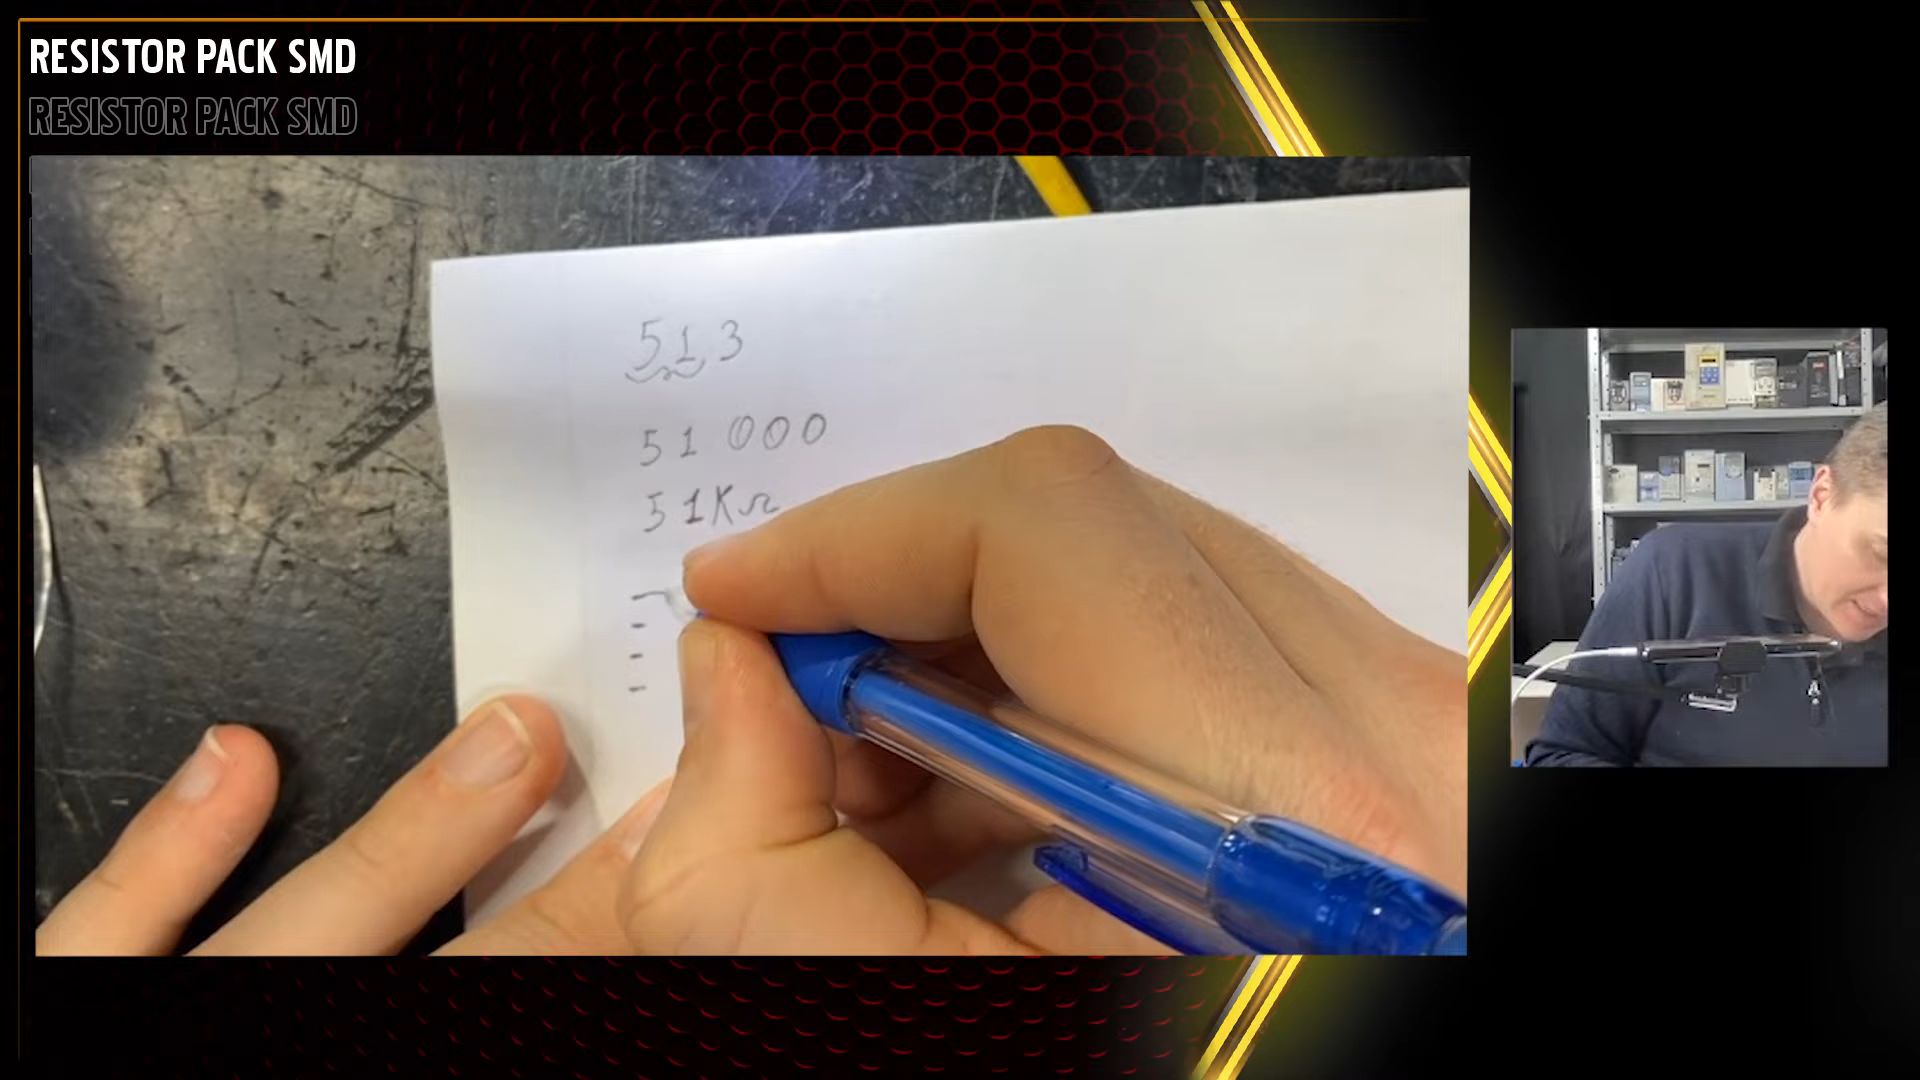 RESISTOR PACK SMD
RESISTOR PACK SMD
513
51 000
51KΩ